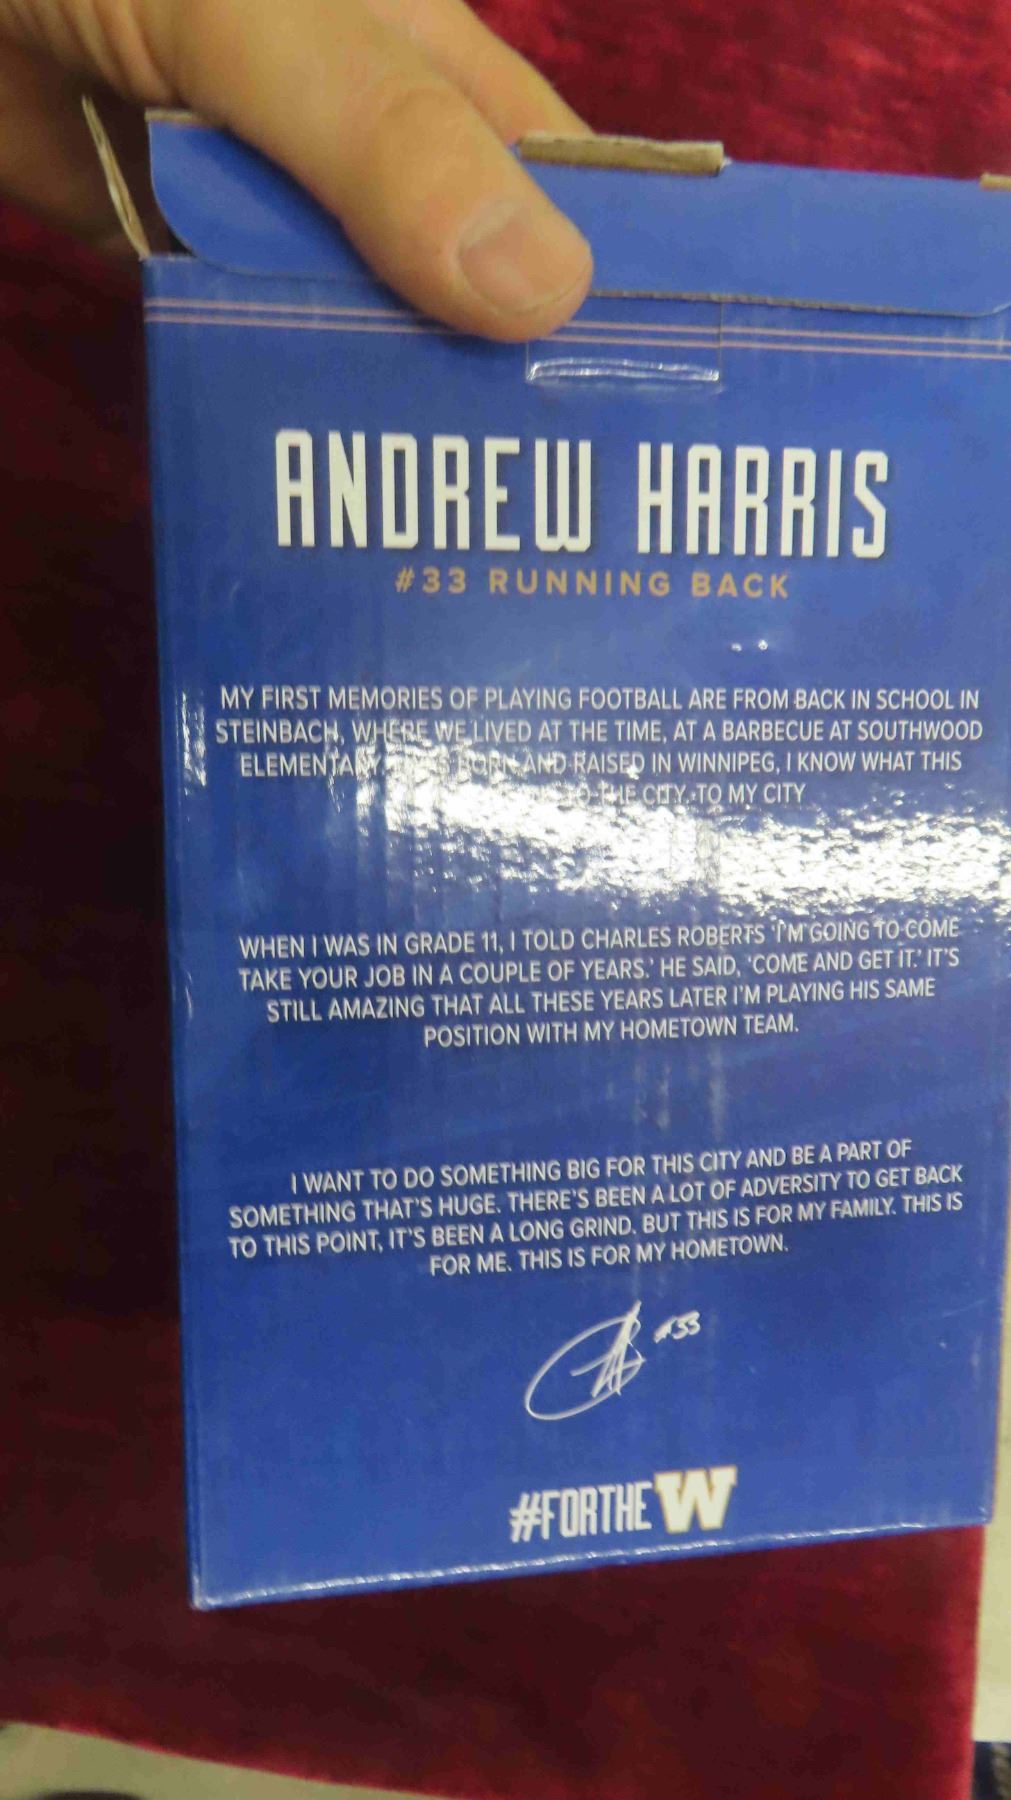 ANDREW HARRIS
#33 RUNNING BACK
MY FIRST MEMORIES OF PLAYING FOOTBALL ARE FROM BACK IN SCHOOL IN
STEINBACH, WHERE WE LIVED AT THE TIME, AT A BARBECUE AT SOUTHWOOD
ELEMENTARY. BORN AND RAISED IN WINNIPEG, I KNOW WHAT THIS
TO THE CITY, TO MY CITY
WHEN I WAS IN GRADE 11, I TOLD CHARLES ROBERTS 'I'M GOING TO COME
TAKE YOUR JOB IN A COUPLE OF YEARS.' HE SAID, 'COME AND GET IT.' IT'S
STILL AMAZING THAT ALL THESE YEARS LATER I'M PLAYING HIS SAME
POSITION WITH MY HOMETOWN TEAM.
I WANT TO DO SOMETHING BIG FOR THIS CITY AND BE A PART OF
SOMETHING THAT'S HUGE. THERE'S BEEN A LOT OF ADVERSITY TO GET BACK
TO THIS POINT, IT'S BEEN A LONG GRIND. BUT THIS IS FOR MY FAMILY. THIS IS
FOR ME. THIS IS FOR MY HOMETOWN.
#33
#FORTHEW